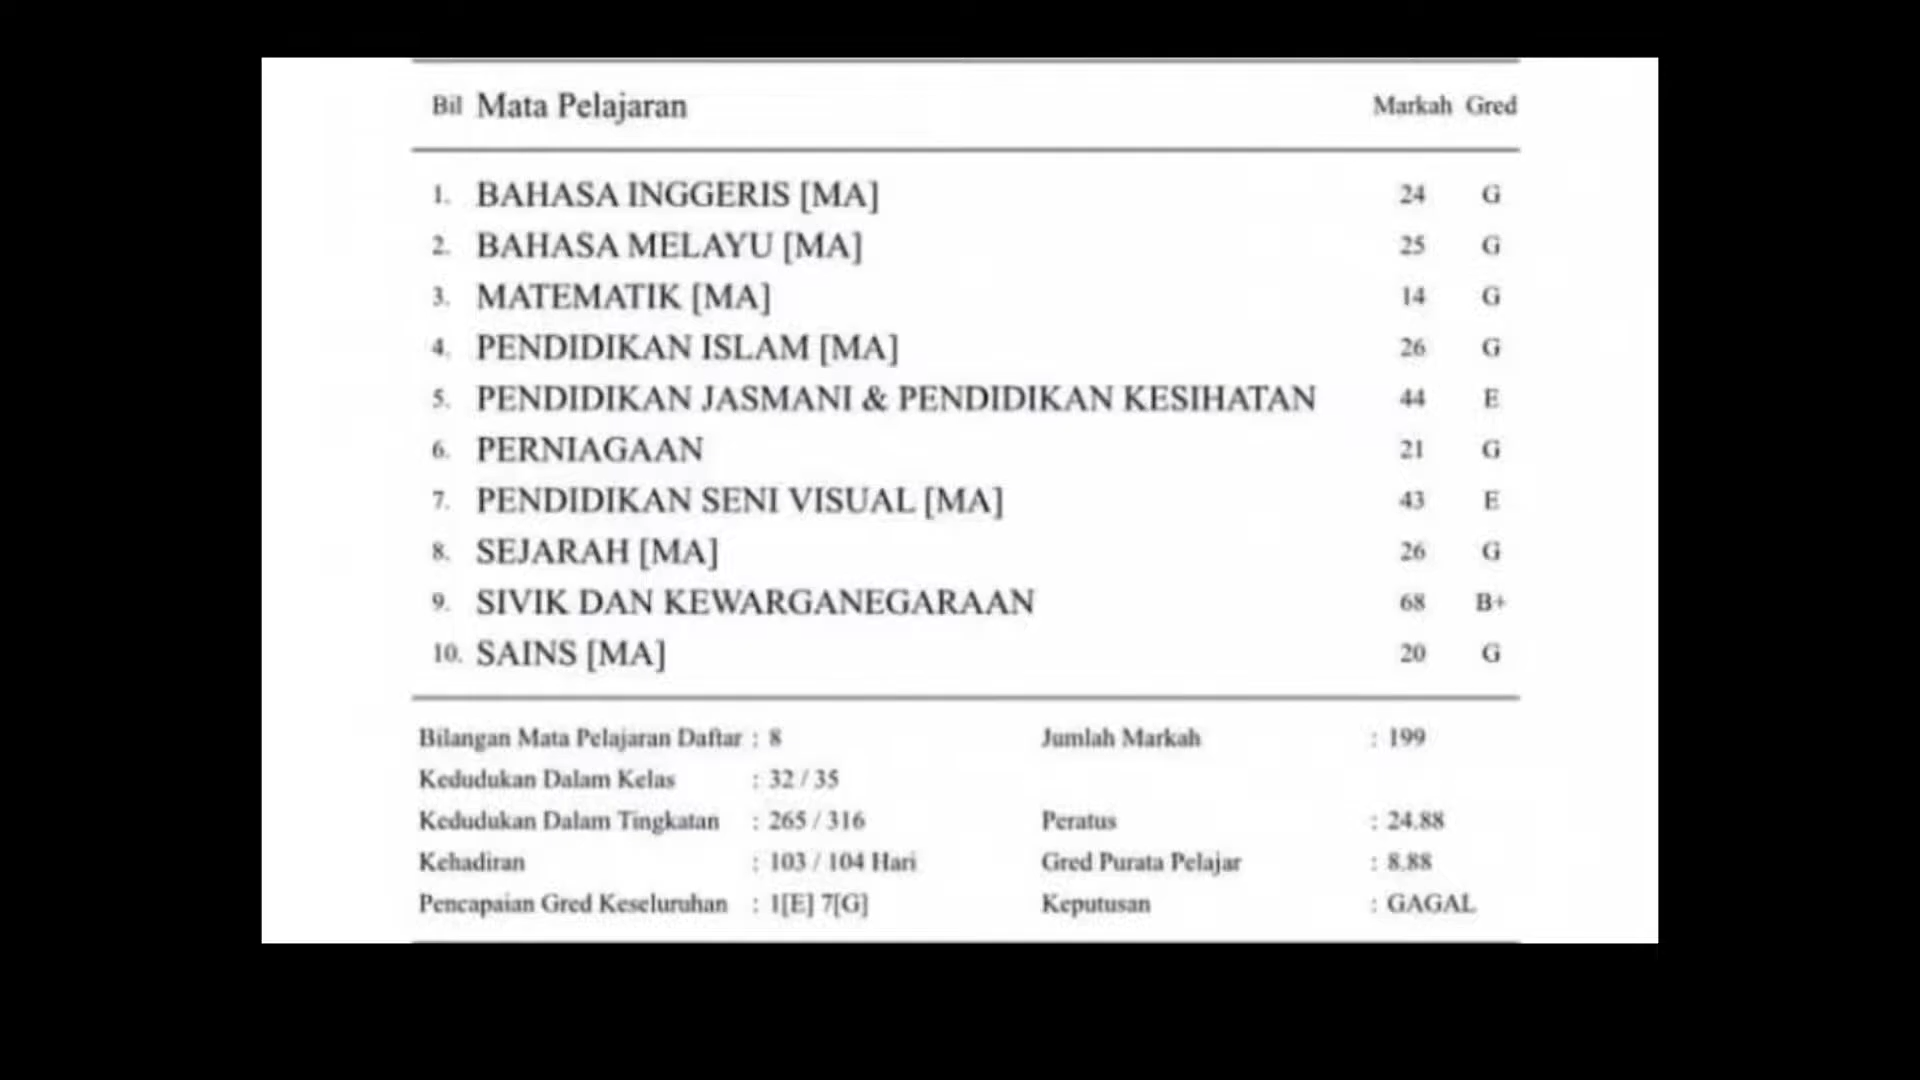 Bil Mata Pelajaran Markah Gred
1. BAHASA INGGERIS [MA] 24 G
2. BAHASA MELAYU [MA] 25 G
3. MATEMATIK [MA] 14 G
4. PENDIDIKAN ISLAM [MA] 26 G
5. PENDIDIKAN JASMANI & PENDIDIKAN KESIHATAN 44 E
6. PERNIAGAAN 21 G
7. PENDIDIKAN SENI VISUAL [MA] 43 E
8. SEJARAH [MA] 26 G
9. SIVIK DAN KEWARGANEGARAAN 68 B+
10. SAINS [MA] 20 G
Bilangan Mata Pelajaran Daftar : 8 Jumlah Markah : 199
Kedudukan Dalam Kelas : 32 / 35
Kedudukan Dalam Tingkatan : 265 / 316 Peratus : 24.88
Kehadiran : 103 / 104 Hari Gred Purata Pelajar : 8.88
Pencapaian Gred Keseluruhan : 1[E] 7[G] Keputusan : GAGAL